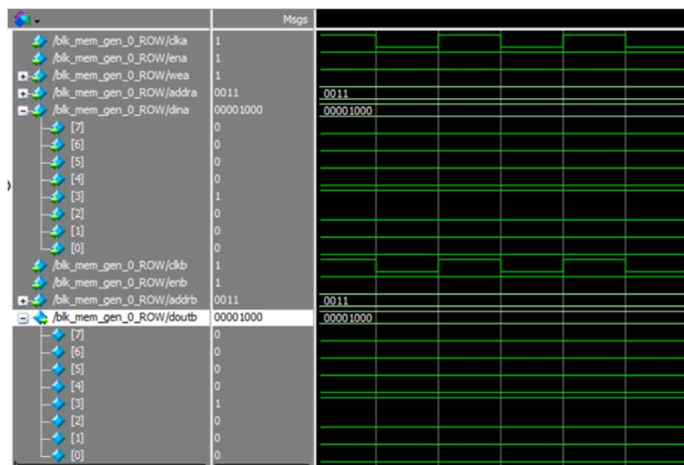 Msgs
/blk_mem_gen_0_ROW/clka 1
/blk_mem_gen_0_ROW/ena 1
/blk_mem_gen_0_ROW/wea 1
/blk_mem_gen_0_ROW/addra 0011 0011
/blk_mem_gen_0_ROW/dina 00001000 00001000
[7] 0
[6] 0
[5] 0
[4] 0
[3] 1
[2] 0
[1] 0
[0] 0
/blk_mem_gen_0_ROW/clkb 1
/blk_mem_gen_0_ROW/enb 1
/blk_mem_gen_0_ROW/addrb 0011 0011
/blk_mem_gen_0_ROW/doutb 00001000 00001000
[7] 0
[6] 0
[5] 0
[4] 0
[3] 1
[2] 0
[1] 0
[0] 0